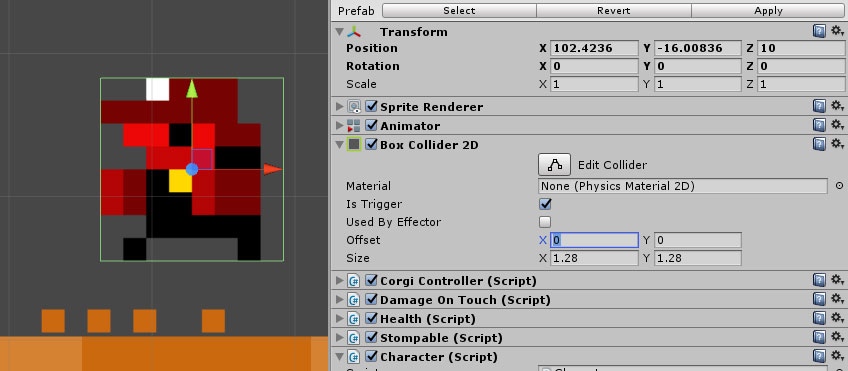 Prefab Select Revert Apply
Transform
Position X 102.4236 Y -16.00836 Z 10
Rotation X 0 Y 0 Z 0
Scale X 1 Y 1 Z 1
Sprite Renderer
Animator
Box Collider 2D
Edit Collider
Material None (Physics Material 2D)
Is Trigger
Used By Effector
Offset X 0 Y 0
Size X 1.28 Y 1.28
C# Corgi Controller (Script)
C# Damage On Touch (Script)
C# Health (Script)
C# Stompable (Script)
C# Character (Script)